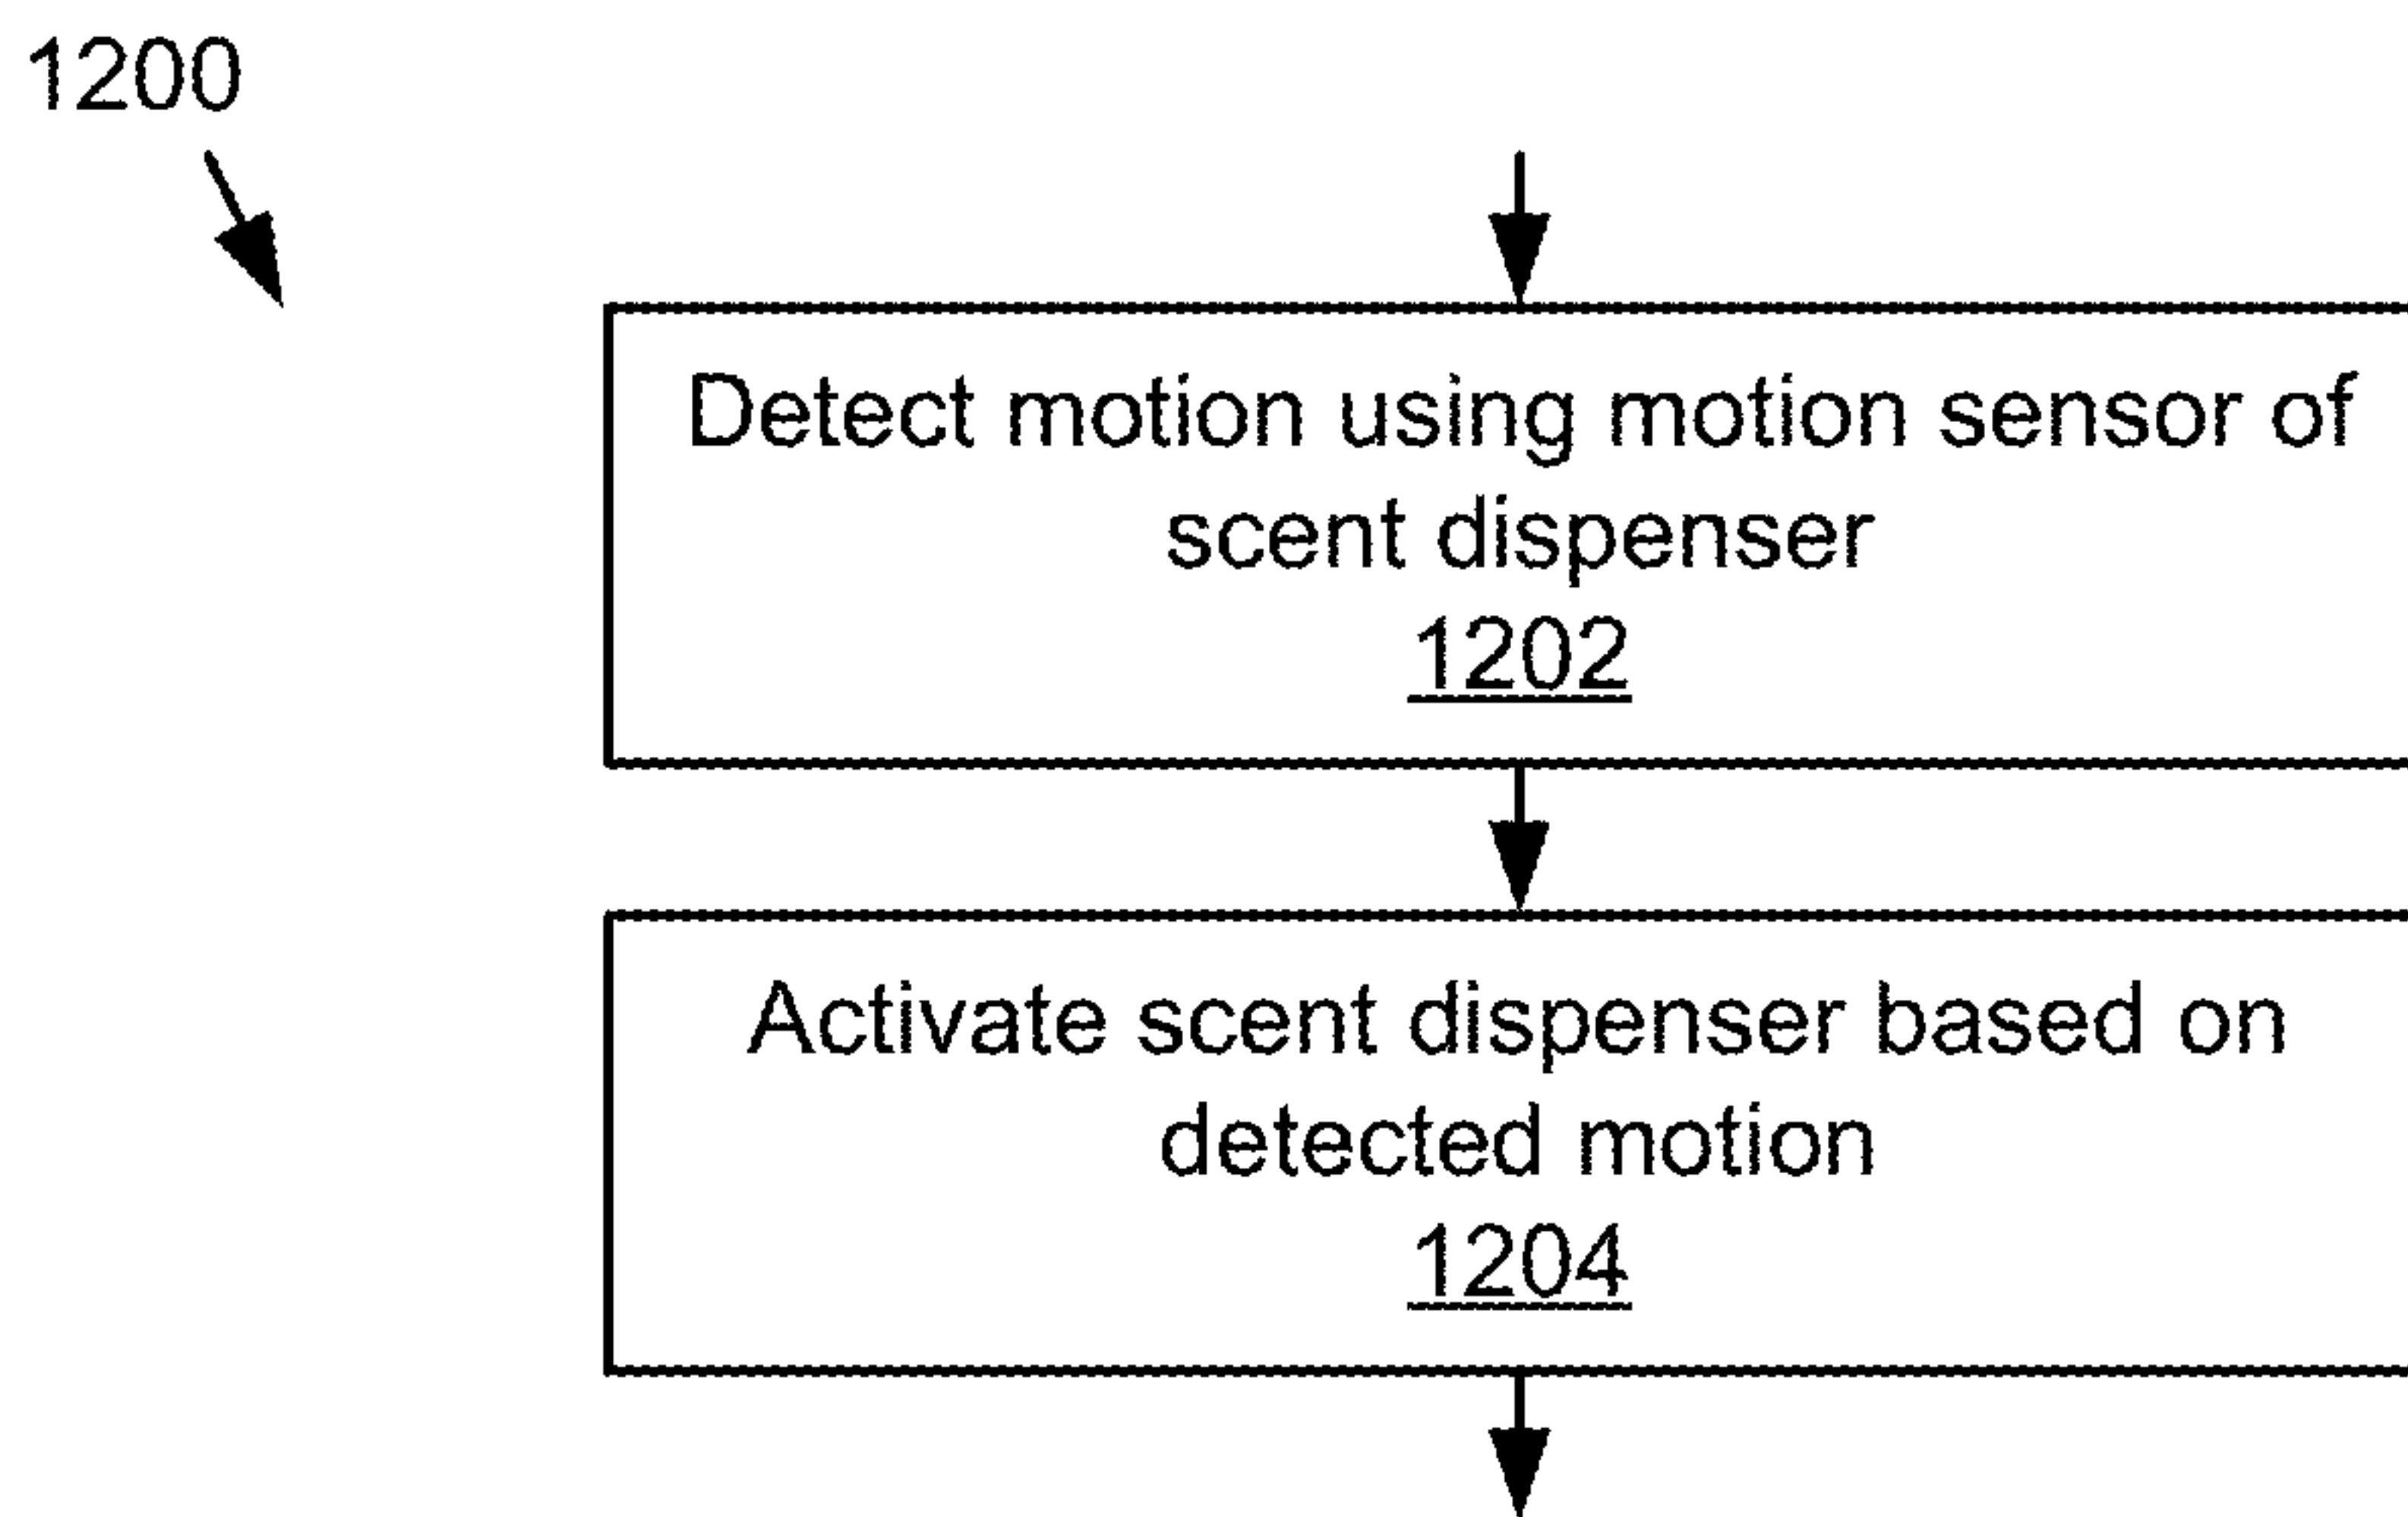 1200
Detect motion using motion sensor of
scent dispenser
1202
Activate scent dispenser based on
detected motion
1204